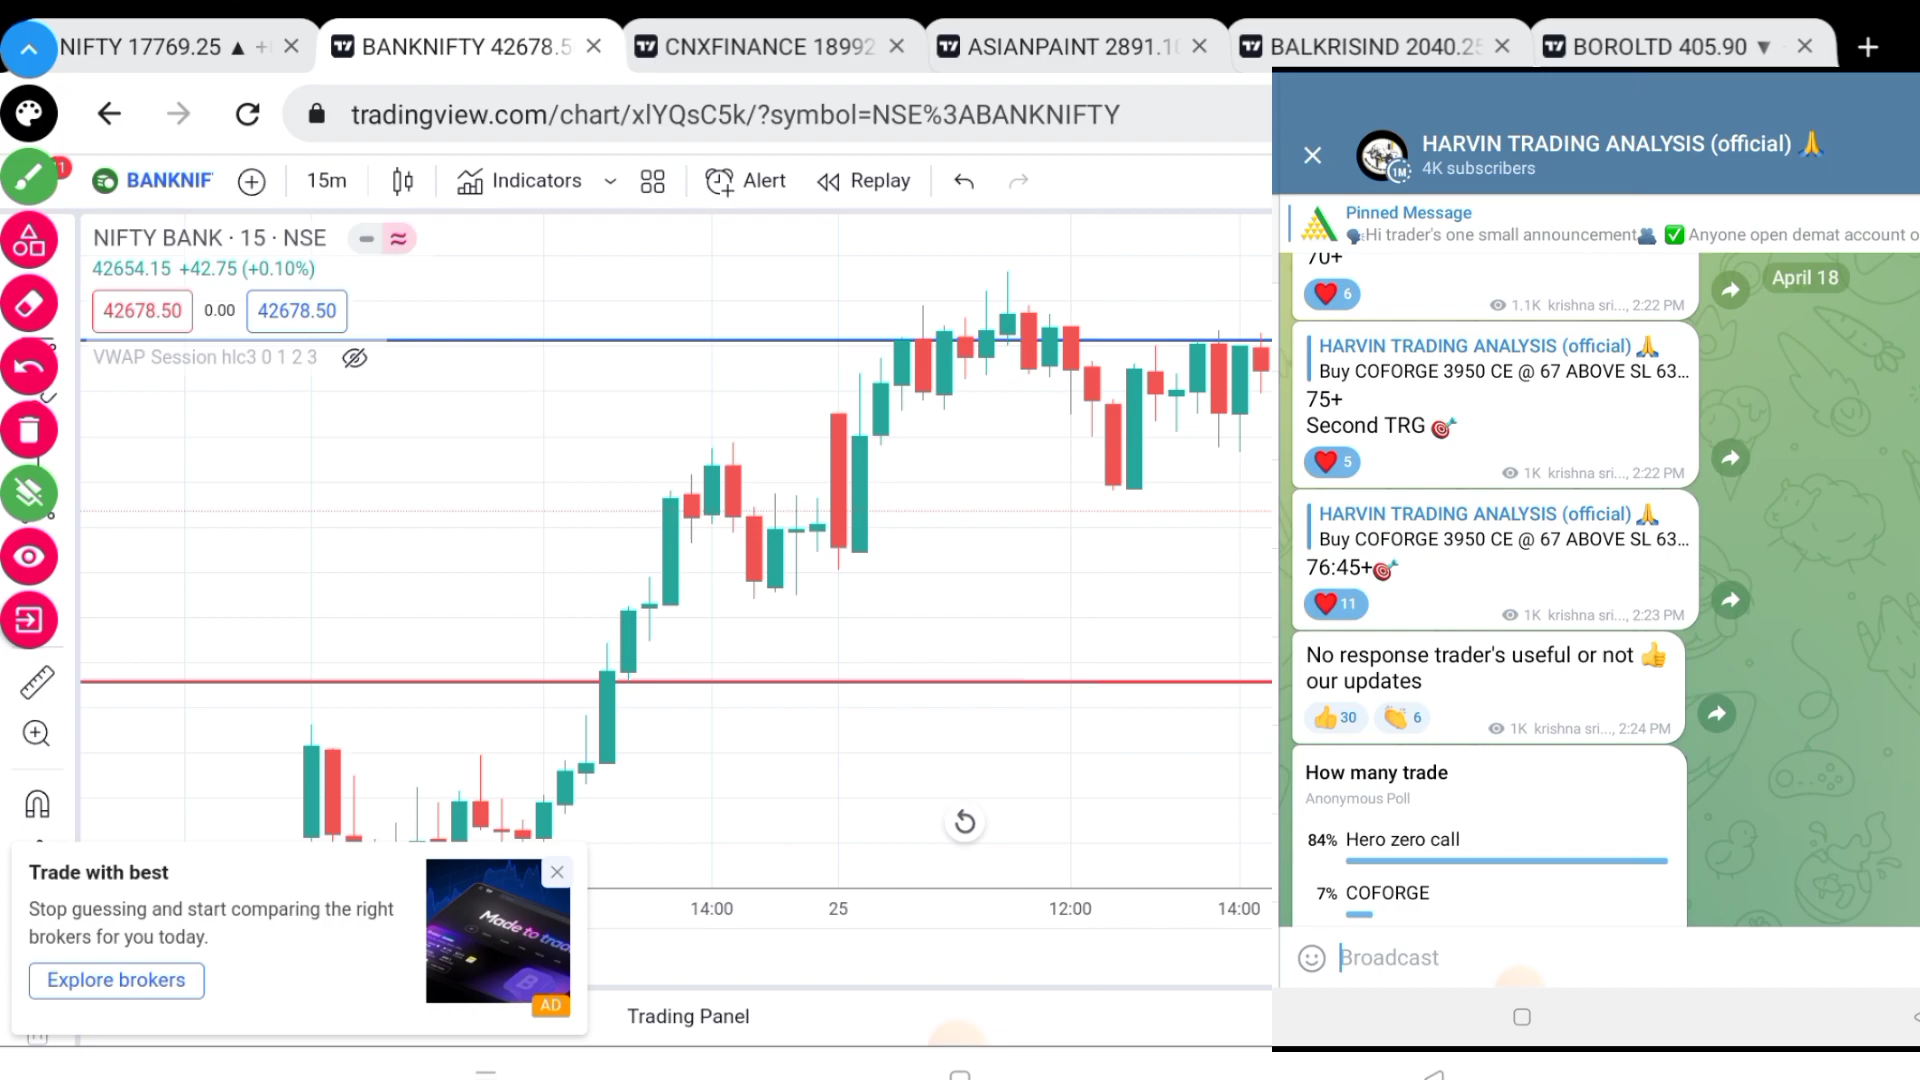 NIFTY 17769.25 ▲
BANKNIFTY 42678.5
CNXFINANCE 18992
ASIANPAINT 2891.1
BALKRISIND 2040.25
BOROLTD 405.90 ▼
tradingview.com/chart/xlYQsC5k/?symbol=NSE%3ABANKNIFTY
BANKNIF
15m
Indicators
Alert
Replay
NIFTY BANK · 15 · NSE
42654.15 +42.75 (+0.10%)
42678.50 0.00 42678.50
VWAP Session hlc3 0 1 2 3
14:00 25 12:00 14:00
Trade with best
Stop guessing and start comparing the right
brokers for you today.
Explore brokers
Made to trad
AD
Trading Panel
HARVIN TRADING ANALYSIS (official) 🙏
1M
4K subscribers
Pinned Message
🗣Hi trader's one small announcement👥 ✅ Anyone open demat account o
April 18
70+
❤️ 6
1.1K krishna sri..., 2:22 PM
HARVIN TRADING ANALYSIS (official) 🙏
Buy COFORGE 3950 CE @ 67 ABOVE SL 63...
75+
Second TRG 🎯
❤️ 5
1K krishna sri..., 2:22 PM
HARVIN TRADING ANALYSIS (official) 🙏
Buy COFORGE 3950 CE @ 67 ABOVE SL 63...
76:45+🎯
❤️ 11
1K krishna sri..., 2:23 PM
No response trader's useful or not 👍
our updates
👍 30 👏 6
1K krishna sri..., 2:24 PM
How many trade
Anonymous Poll
84% Hero zero call
7% COFORGE
Broadcast